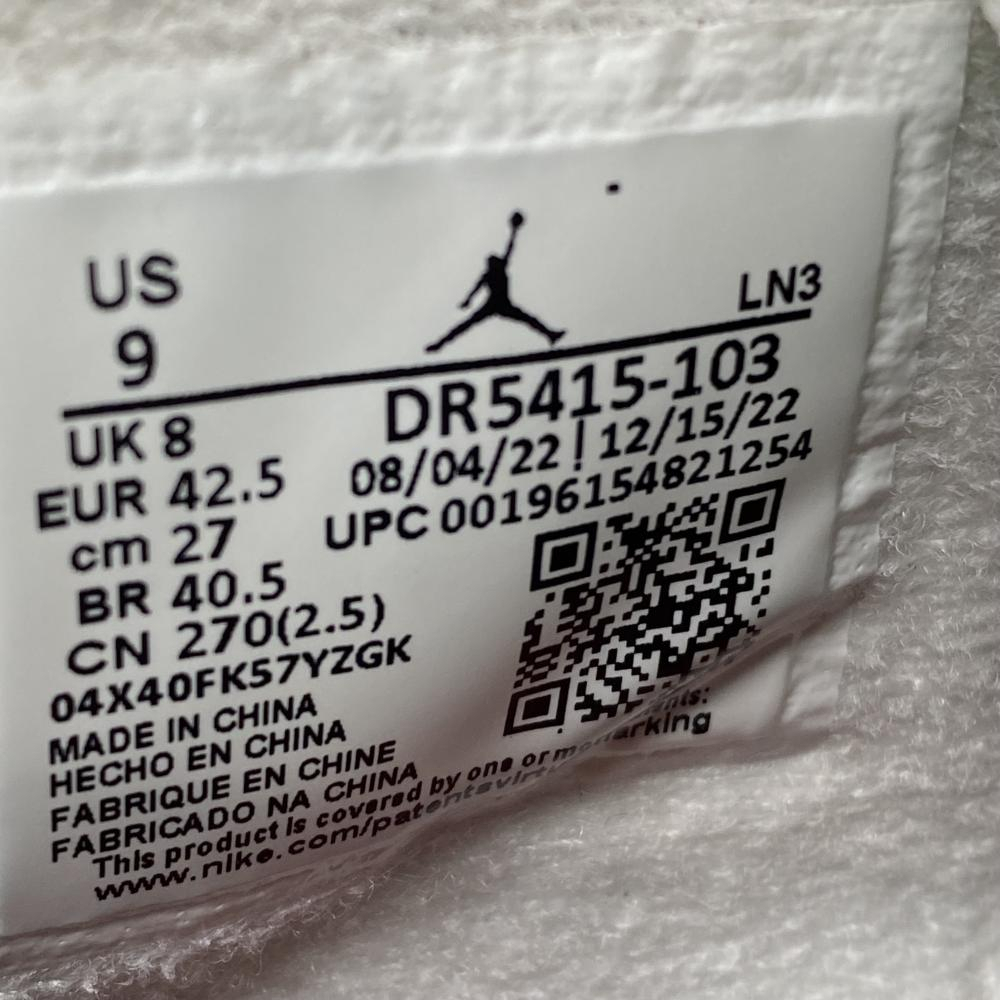 US
9
LN3
UK 8
DR5415-103
EUR 42.5
08/04/22 ! 12/15/22
cm 27
UPC 00196154821254
BR 40.5
CN 270(2.5)
04X40FK57YZGK
MADE IN CHINA
HECHO EN CHINA
FABRIQUE EN CHINE
FABRICADO NA CHINA
This product is covered by one or
www.nike.com/patentsvirt arking